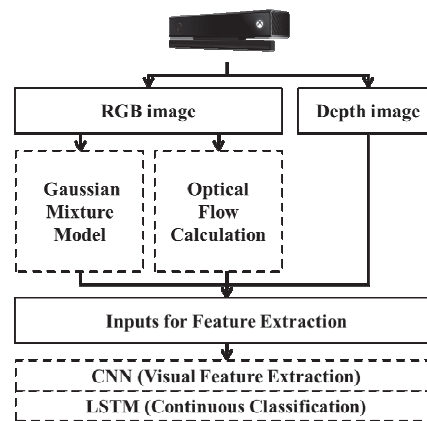 RGB image
Depth image
Gaussian
Mixture
Model
Optical
Flow
Calculation
Inputs for Feature Extraction
CNN (Visual Feature Extraction)
LSTM (Continuous Classification)